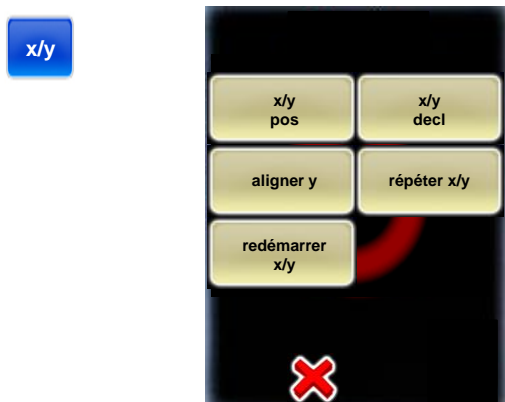 x/y
x/y
pos
x/y
decl
aligner y
répéter x/y
redémarrer
x/y